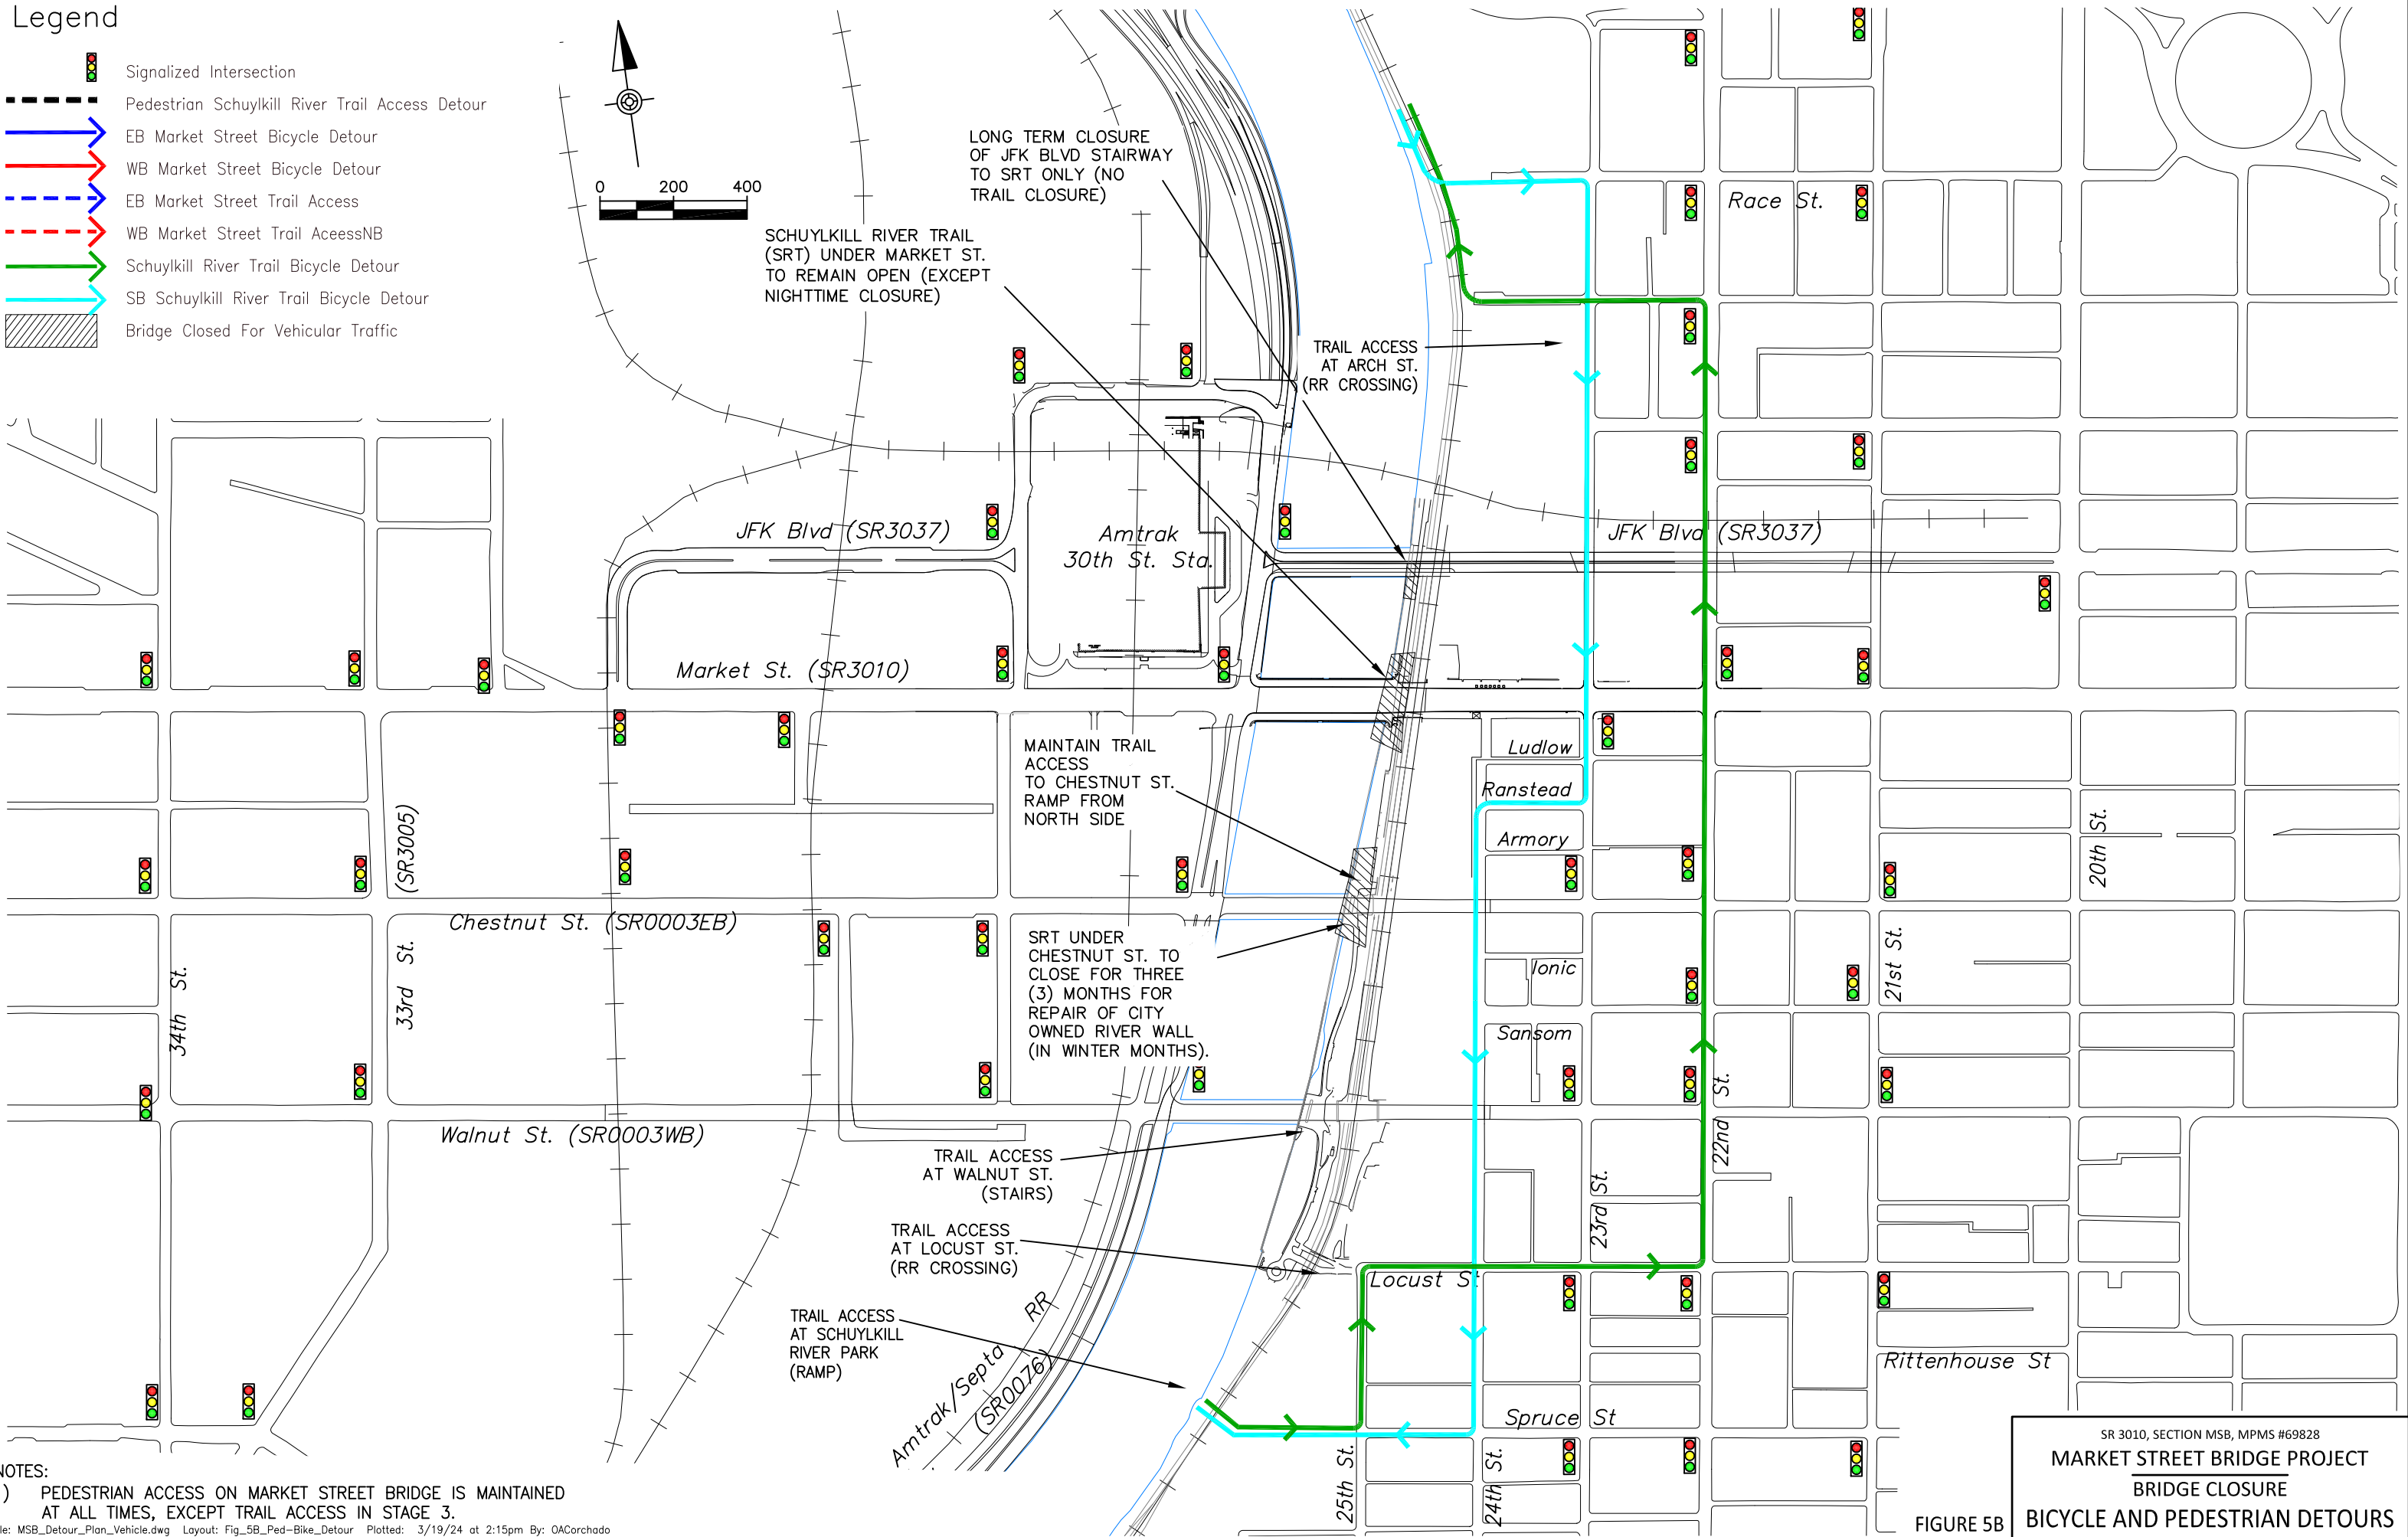 Legend
Signalized Intersection
Pedestrian Schuylkill River Trail Access Detour
EB Market Street Bicycle Detour
WB Market Street Bicycle Detour
EB Market Street Trail Access
WB Market Street Trail AceessNB
Schuylkill River Trail Bicycle Detour
SB Schuylkill River Trail Bicycle Detour
Bridge Closed For Vehicular Traffic
0 200 400
LONG TERM CLOSURE
OF JFK BLVD STAIRWAY
TO SRT ONLY (NO
TRAIL CLOSURE)
SCHUYLKILL RIVER TRAIL
(SRT) UNDER MARKET ST.
TO REMAIN OPEN (EXCEPT
NIGHTTIME CLOSURE)
TRAIL ACCESS
AT ARCH ST.
(RR CROSSING)
Race St.
JFK Blvd (SR3037)
Amtrak
30th St. Sta.
JFK Blvd (SR3037)
Market St. (SR3010)
MAINTAIN TRAIL
ACCESS
TO CHESTNUT ST.
RAMP FROM
NORTH SIDE
Ludlow
Ranstead
Armory
20th St.
(SR3005)
Chestnut St. (SR0003EB)
SRT UNDER
CHESTNUT ST. TO
CLOSE FOR THREE
(3) MONTHS FOR
REPAIR OF CITY
OWNED RIVER WALL
(IN WINTER MONTHS).
Ionic
Sansom
34th St.
33rd St.
21st St.
22nd St.
23rd St.
Walnut St. (SR0003WB)
TRAIL ACCESS
AT WALNUT ST.
(STAIRS)
TRAIL ACCESS
AT LOCUST ST.
(RR CROSSING)
Locust St
TRAIL ACCESS
AT SCHUYLKILL
RIVER PARK
(RAMP)
Amtrak/Septa RR
(SR0076)
Rittenhouse St
Spruce St
25th St.
24th St.
NOTES:
) PEDESTRIAN ACCESS ON MARKET STREET BRIDGE IS MAINTAINED
AT ALL TIMES, EXCEPT TRAIL ACCESS IN STAGE 3.
le: MSB_Detour_Plan_Vehicle.dwg Layout: Fig_5B_Ped-Bike_Detour Plotted: 3/19/24 at 2:15pm By: OACorchado
FIGURE 5B
SR 3010, SECTION MSB, MPMS #69828
MARKET STREET BRIDGE PROJECT
BRIDGE CLOSURE
BICYCLE AND PEDESTRIAN DETOURS